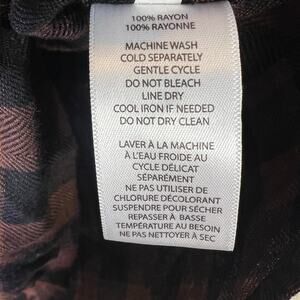 100% RAYON
100% RAYONNE
MACHINE WASH
COLD SEPARATELY
GENTLE CYCLE
DO NOT BLEACH
LINE DRY
COOL IRON IF NEEDED
DO NOT DRY CLEAN
LAVER À LA MACHINE
À L'EAU FROIDE AU
CYCLE DÉLICAT
SÉPARÉMENT
NE PAS UTILISER DE
CHLORURE DÉCOLORANT
SUSPENDRE POUR SÉCHER
REPASSER À BASSE
TEMPÉRATURE AU BESOIN
NE PAS NETTOYER À SEC